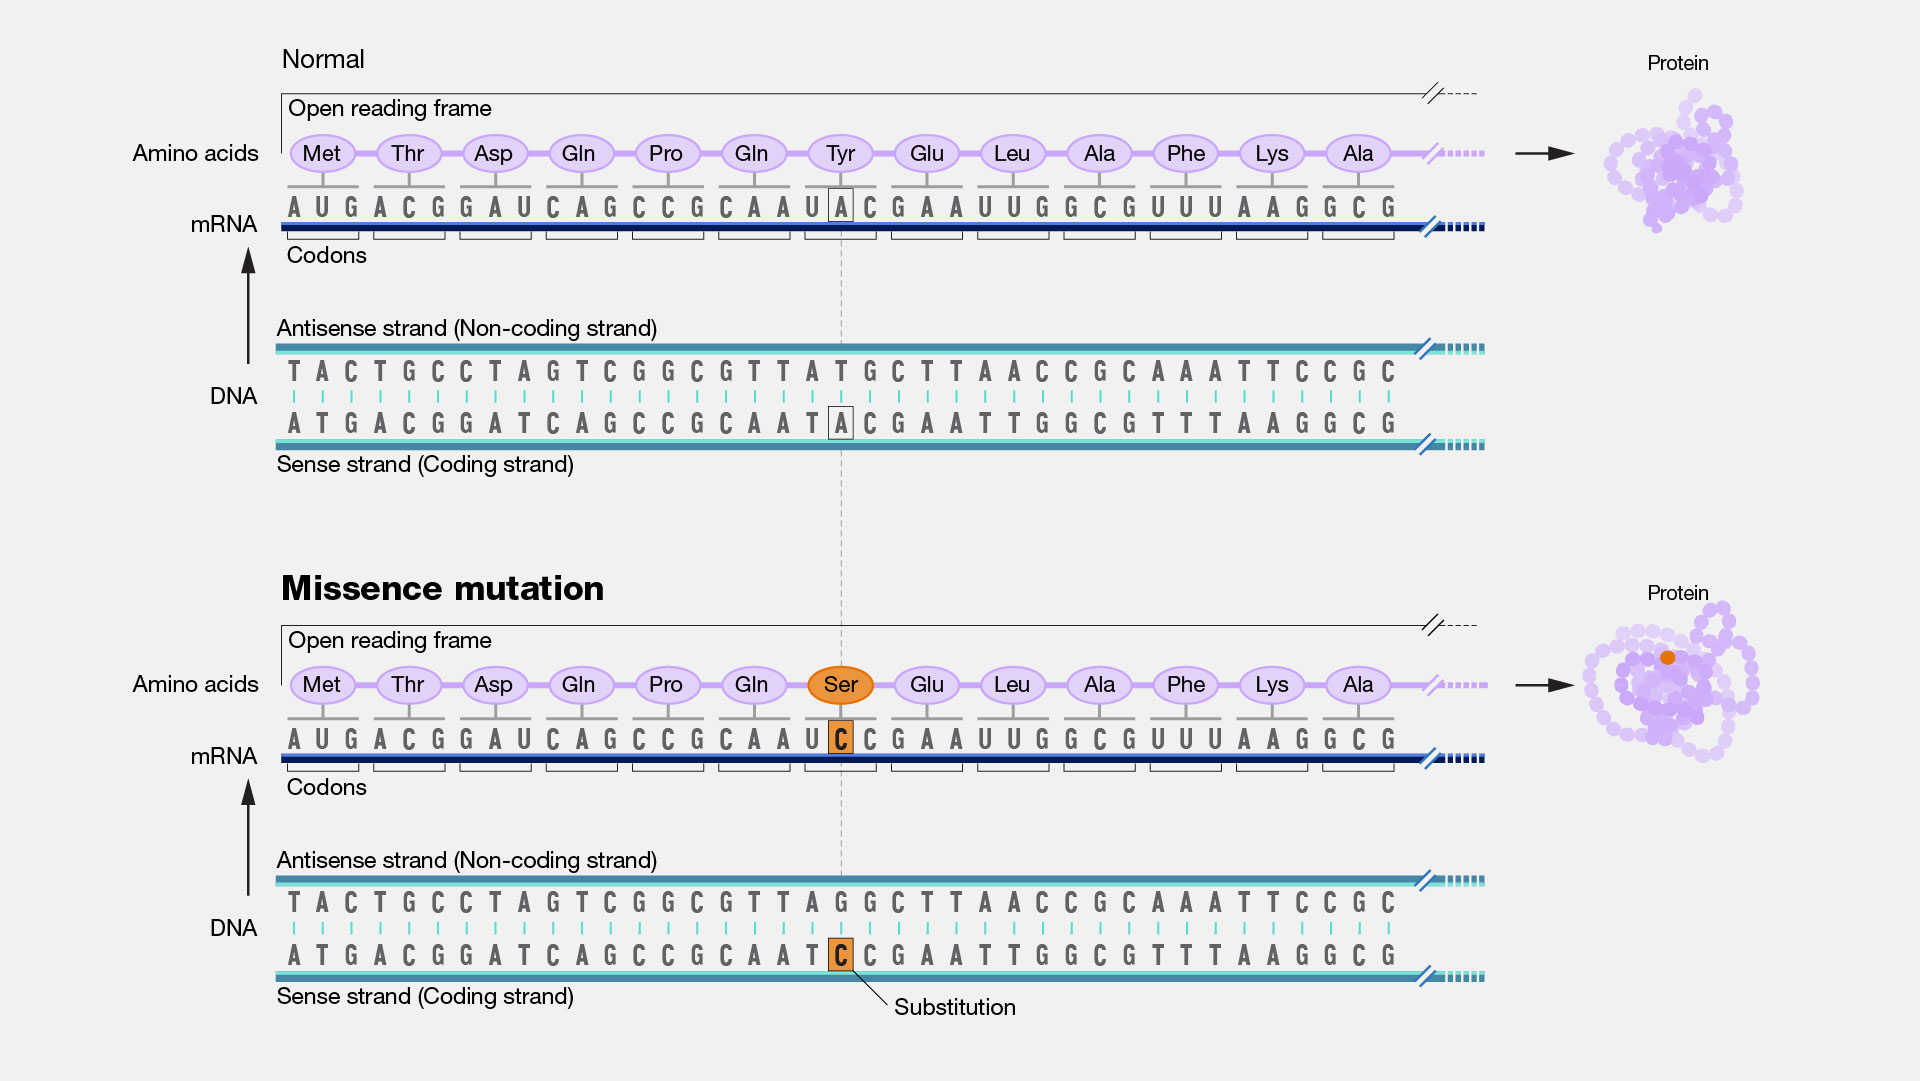 Normal
Protein
Open reading frame
Amino acids Met Thr Asp Gln Pro Gln Tyr Glu Leu Ala Phe Lys Ala
A U G A C G G A U C A G C C G C A A U A C G A A U U G G C G U U U A A G G C G
mRNA
Codons
Antisense strand (Non-coding strand)
T A C T G C C T A G T C G G C G T T A T G C T T A A C C G C A A A T T C C G C
DNA
A T G A C G G A T C A G C C G C A A T A C G A A T T G G C G T T T A A G G C G
Sense strand (Coding strand)
Missence mutation
Protein
Open reading frame
Amino acids Met Thr Asp Gln Pro Gln Ser Glu Leu Ala Phe Lys Ala
A U G A C G G A U C A G C C G C A A U C C G A A U U G G C G U U U A A G G C G
mRNA
Codons
Antisense strand (Non-coding strand)
T A C T G C C T A G T C G G C G T T A G G C T T A A C C G C A A A T T C C G C
DNA
A T G A C G G A T C A G C C G C A A T C C G A A T T G G C G T T T A A G G C G
Sense strand (Coding strand)
Substitution